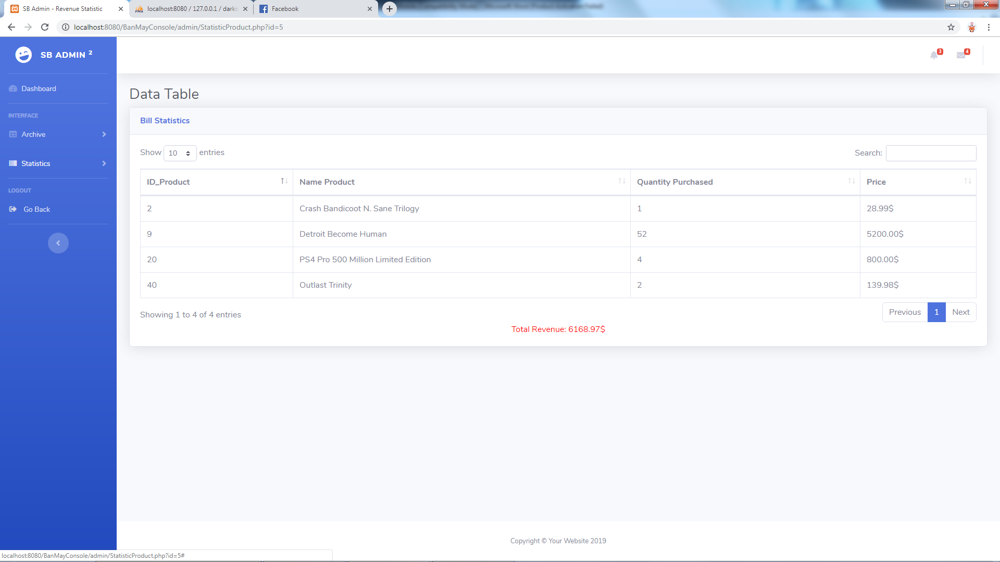 SB Admin - Revenue Statistic
localhost:8080 / 127.0.0.1 / darks
Facebook
localhost:8080/BanMayConsole/admin/StatisticProduct.php?id=5
SB ADMIN 2
3
4
Dashboard
INTERFACE
Archive
Statistics
LOGOUT
Go Back
Data Table
Bill Statistics
Show 10 entries
Search:
ID_Product Name Product Quantity Purchased Price
2 Crash Bandicoot N. Sane Trilogy 1 28.99$
9 Detroit Become Human 52 5200.00$
20 PS4 Pro 500 Million Limited Edition 4 800.00$
40 Outlast Trinity 2 139.98$
Showing 1 to 4 of 4 entries
Previous 1 Next
Total Revenue: 6168.97$
Copyright © Your Website 2019
localhost:8080/BanMayConsole/admin/StatisticProduct.php?id=5#